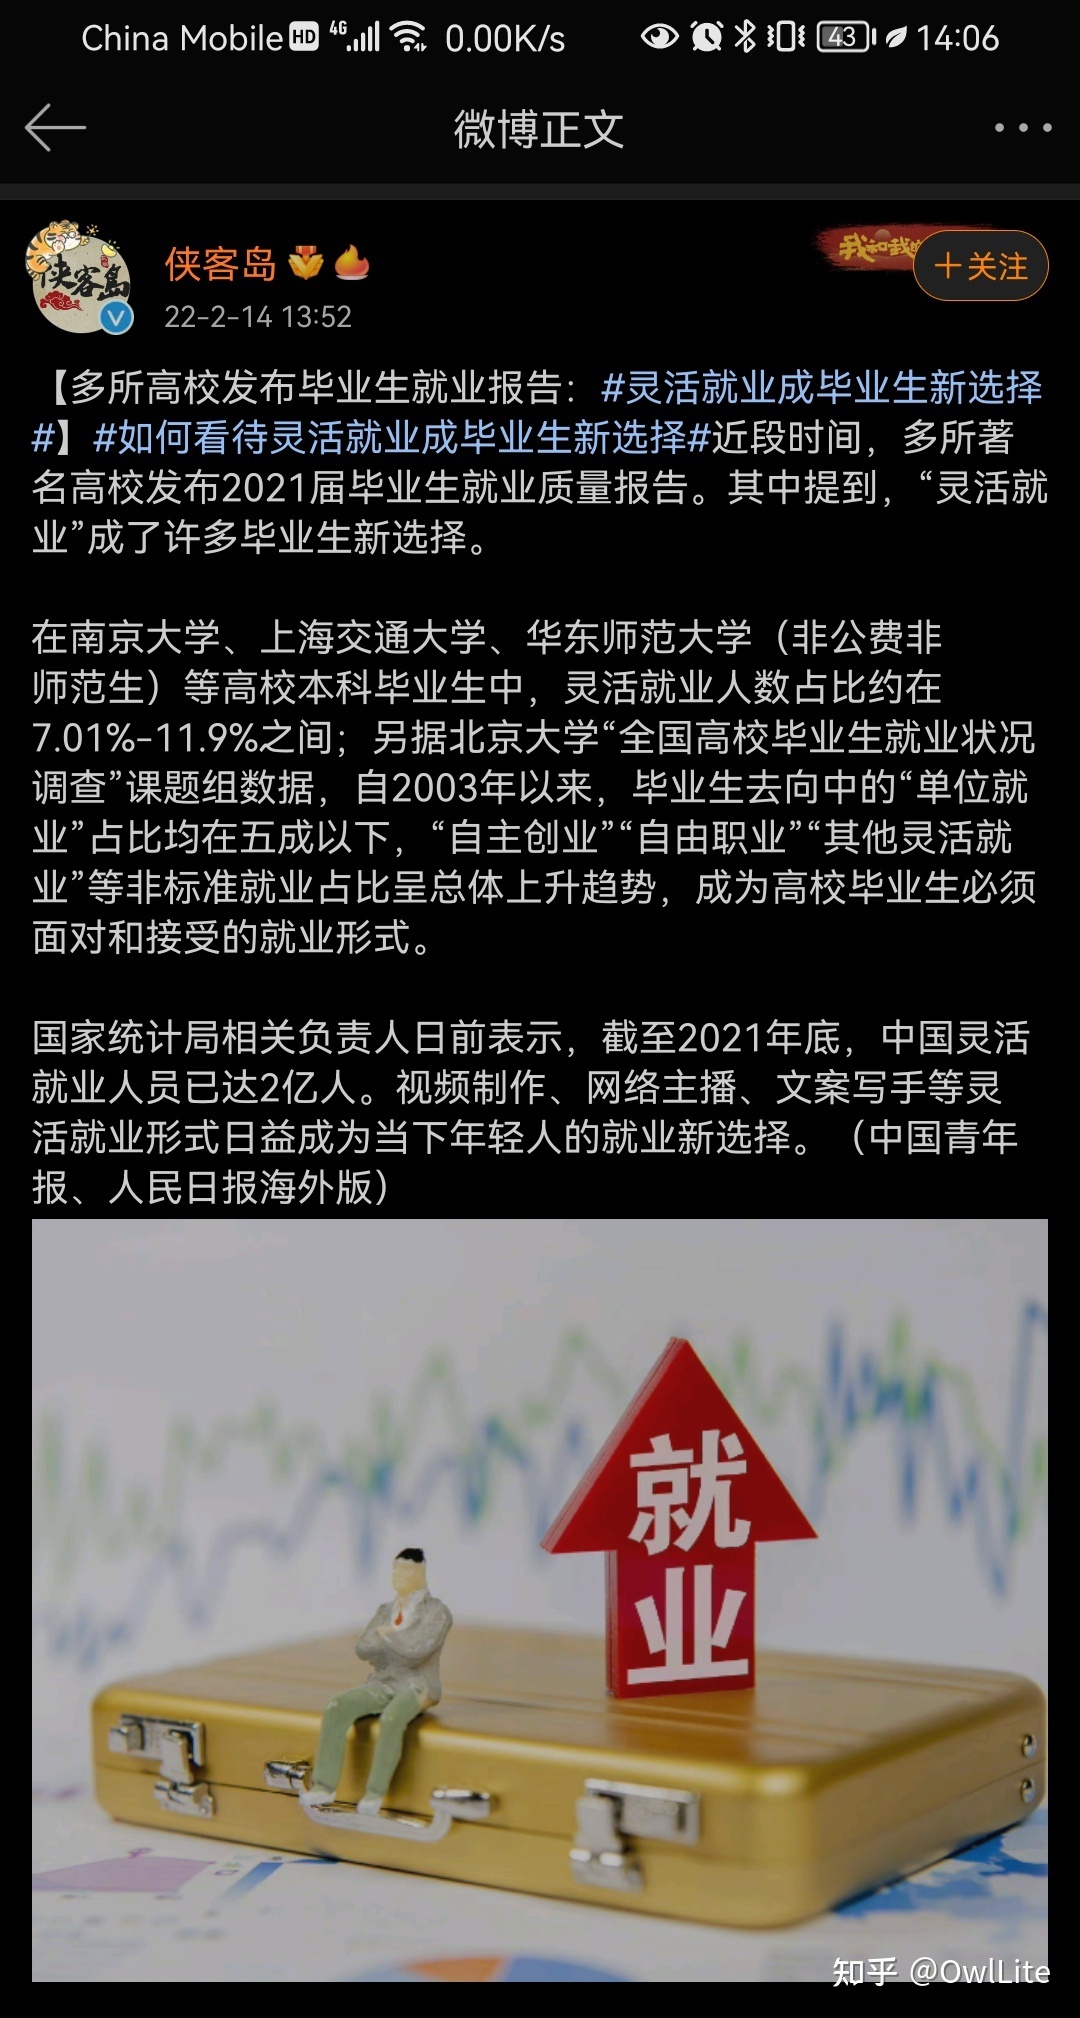 China Mobile HD 4G 0.00K/s 43 14:06
微博正文
侠客岛
侠客岛
我和我的
+关注
22-2-14 13:52
【多所高校发布毕业生就业报告：#灵活就业成毕业生新选择
#】#如何看待灵活就业成毕业生新选择#近段时间，多所著
名高校发布2021届毕业生就业质量报告。其中提到，“灵活就
业”成了许多毕业生新选择。
在南京大学、上海交通大学、华东师范大学（非公费非
师范生）等高校本科毕业生中，灵活就业人数占比约在
7.01%-11.9%之间；另据北京大学“全国高校毕业生就业状况
调查”课题组数据，自2003年以来，毕业生去向中的“单位就
业”占比均在五成以下，“自主创业”“自由职业”“其他灵活就
业”等非标准就业占比呈总体上升趋势，成为高校毕业生必须
面对和接受的就业形式。
国家统计局相关负责人日前表示，截至2021年底，中国灵活
就业人员已达2亿人。视频制作、网络主播、文案写手等灵
活就业形式日益成为当下年轻人的就业新选择。（中国青年
报、人民日报海外版）
就
业
知乎 @OwlLite